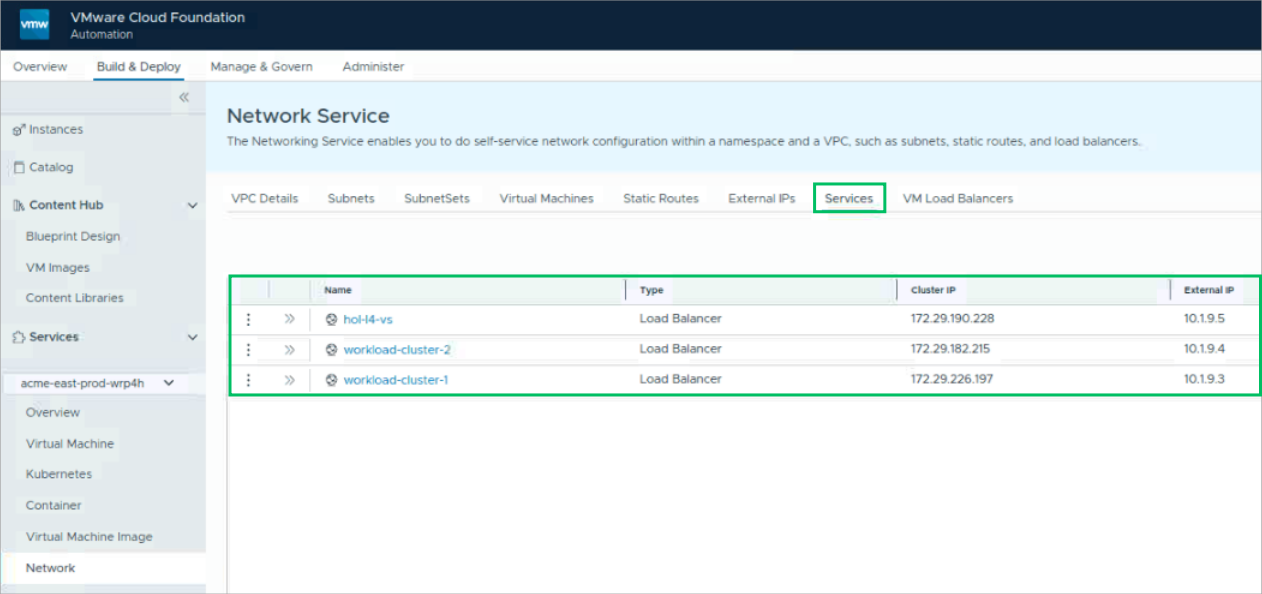 vmw VMware Cloud Foundation
Automation
Overview Build & Deploy Manage & Govern Administer
Instances
Catalog
Content Hub
Blueprint Design
VM Images
Content Libraries
Services
acme-east-prod-wrp4h
Overview
Virtual Machine
Kubernetes
Container
Virtual Machine Image
Network
Network Service
The Networking Service enables you to do self-service network configuration within a namespace and a VPC, such as subnets, static routes, and load balancers.
VPC Details Subnets SubnetSets Virtual Machines Static Routes External IPs Services VM Load Balancers
Name Type Cluster IP External IP
hol-l4-vs Load Balancer 172.29.190.228 10.1.9.5
workload-cluster-2 Load Balancer 172.29.182.215 10.1.9.4
workload-cluster-1 Load Balancer 172.29.226.197 10.1.9.3